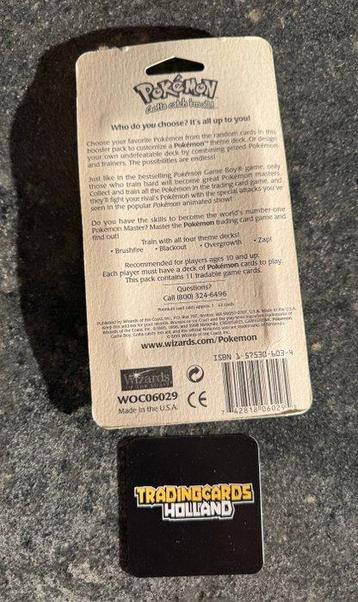 POKéMON
Gotta catch 'em all!
Who do you choose? It's all up to you!
Choose your favorite Pokémon from the random cards in this
booster pack to customize a Pokémon™ theme deck. Or design
your own undefeatable deck by combining prized Pokémon
and trainers. The possibilities are endless!
Just like in the bestselling Pokémon Game Boy® game, only
those who train hard will become great Pokémon masters.
Collect and train all the Pokémon in the trading card game, and
they'll fight your rival's Pokémon with the special attacks you've
seen in the popular Pokémon animated show!
Do you have the skills to become the world's number-one
Pokémon Master? Master the Pokémon trading card game and
find out!
Train with all four theme decks!
• Brushfire • Blackout • Overgrowth • Zap!
Recommended for players ages 10 and up.
Each player must have a deck of Pokémon cards to play.
This pack contains 11 tradable game cards.
Questions?
Call (800) 324-6496
www.wizards.com/Pokemon
ISBN 1-57530-603-4
Wizards
OF THE COAST
CE
WOC06029
Made in the U.S.A.
7 42818 06029
TRADINGCARDS
HOLLAND